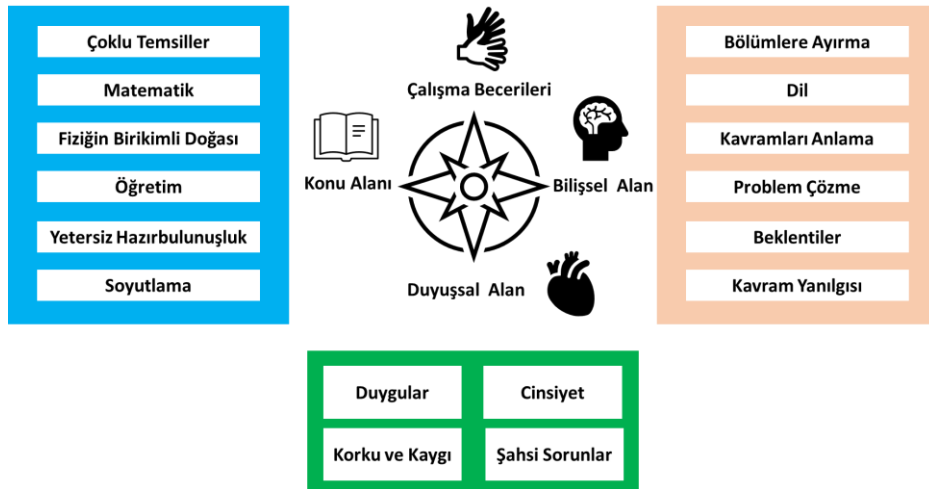 Çoklu Temsiller
Matematik
Fiziğin Birikimli Doğası
Öğretim
Yetersiz Hazırbulunuşluk
Soyutlama
Çalışma Becerileri
Konu Alanı
Bilişsel Alan
Duyuşsal Alan
Bölümlere Ayırma
Dil
Kavramları Anlama
Problem Çözme
Beklentiler
Kavram Yanılgısı
Duygular
Cinsiyet
Korku ve Kaygı
Şahsi Sorunlar